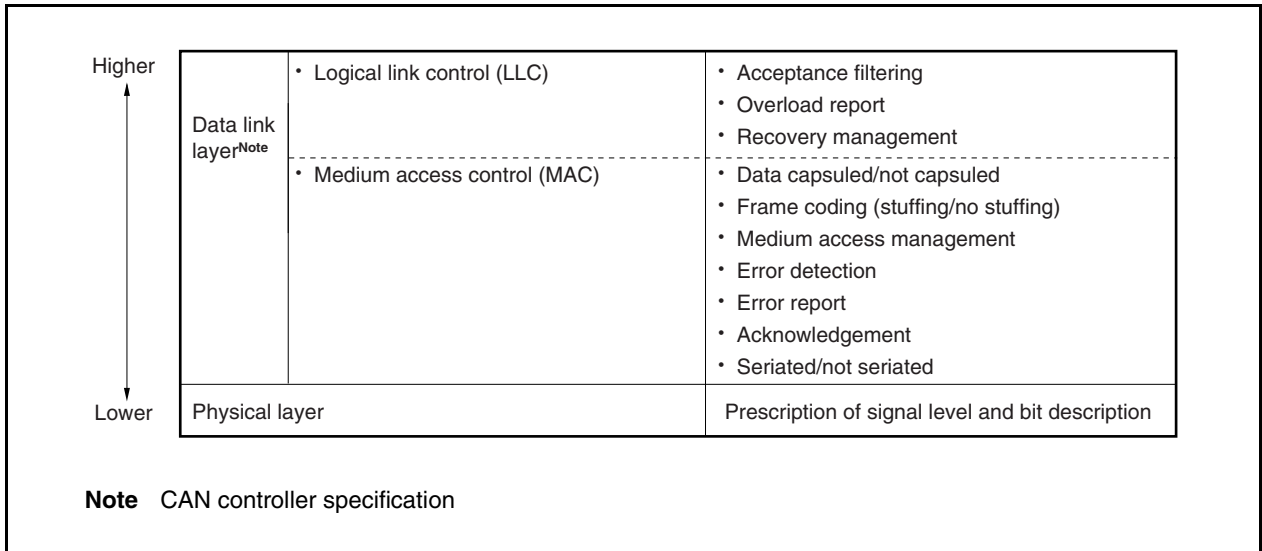 Higher
Data link
layerNote
• Logical link control (LLC)
• Acceptance filtering
• Overload report
• Recovery management
• Medium access control (MAC)
• Data capsuled/not capsuled
• Frame coding (stuffing/no stuffing)
• Medium access management
• Error detection
• Error report
• Acknowledgement
• Seriated/not seriated
Lower
Physical layer
Prescription of signal level and bit description
Note CAN controller specification